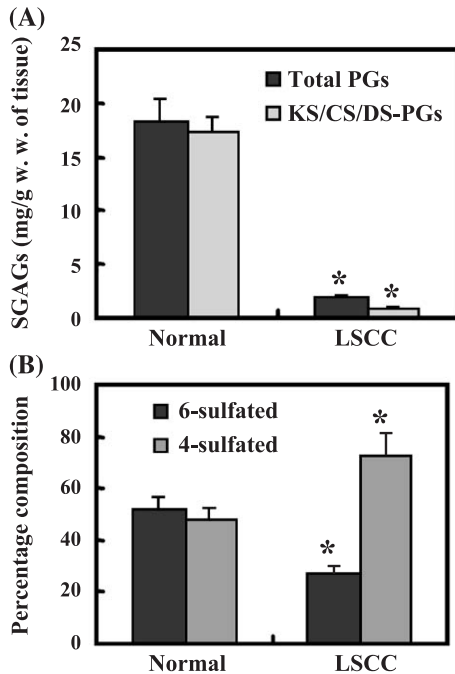 (A)
SGAGs (mg/g w. w. of tissue)
25
20
15
10
5
0
Total PGs
KS/CS/DS-PGs
* *
Normal LSCC
(B)
Percentage composition
100
80
60
40
20
0
6-sulfated
4-sulfated
*
*
Normal LSCC